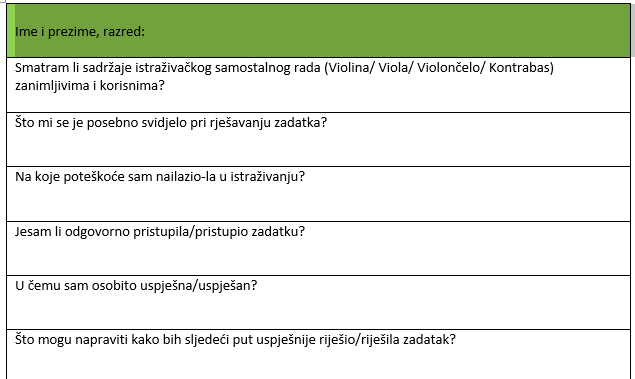 Ime i prezime, razred:
Smatram li sadržaje istraživačkog samostalnog rada (Violina/ Viola/ Violončelo/ Kontrabas)
zanimljivima i korisnima?
Što mi se je posebno svidjelo pri rješavanju zadatka?
Na koje poteškoće sam nailazio-la u istraživanju?
Jesam li odgovorno pristupila/pristupio zadatku?
U čemu sam osobito uspješna/uspješan?
Što mogu napraviti kako bih sljedeći put uspješnije riješio/riješila zadatak?